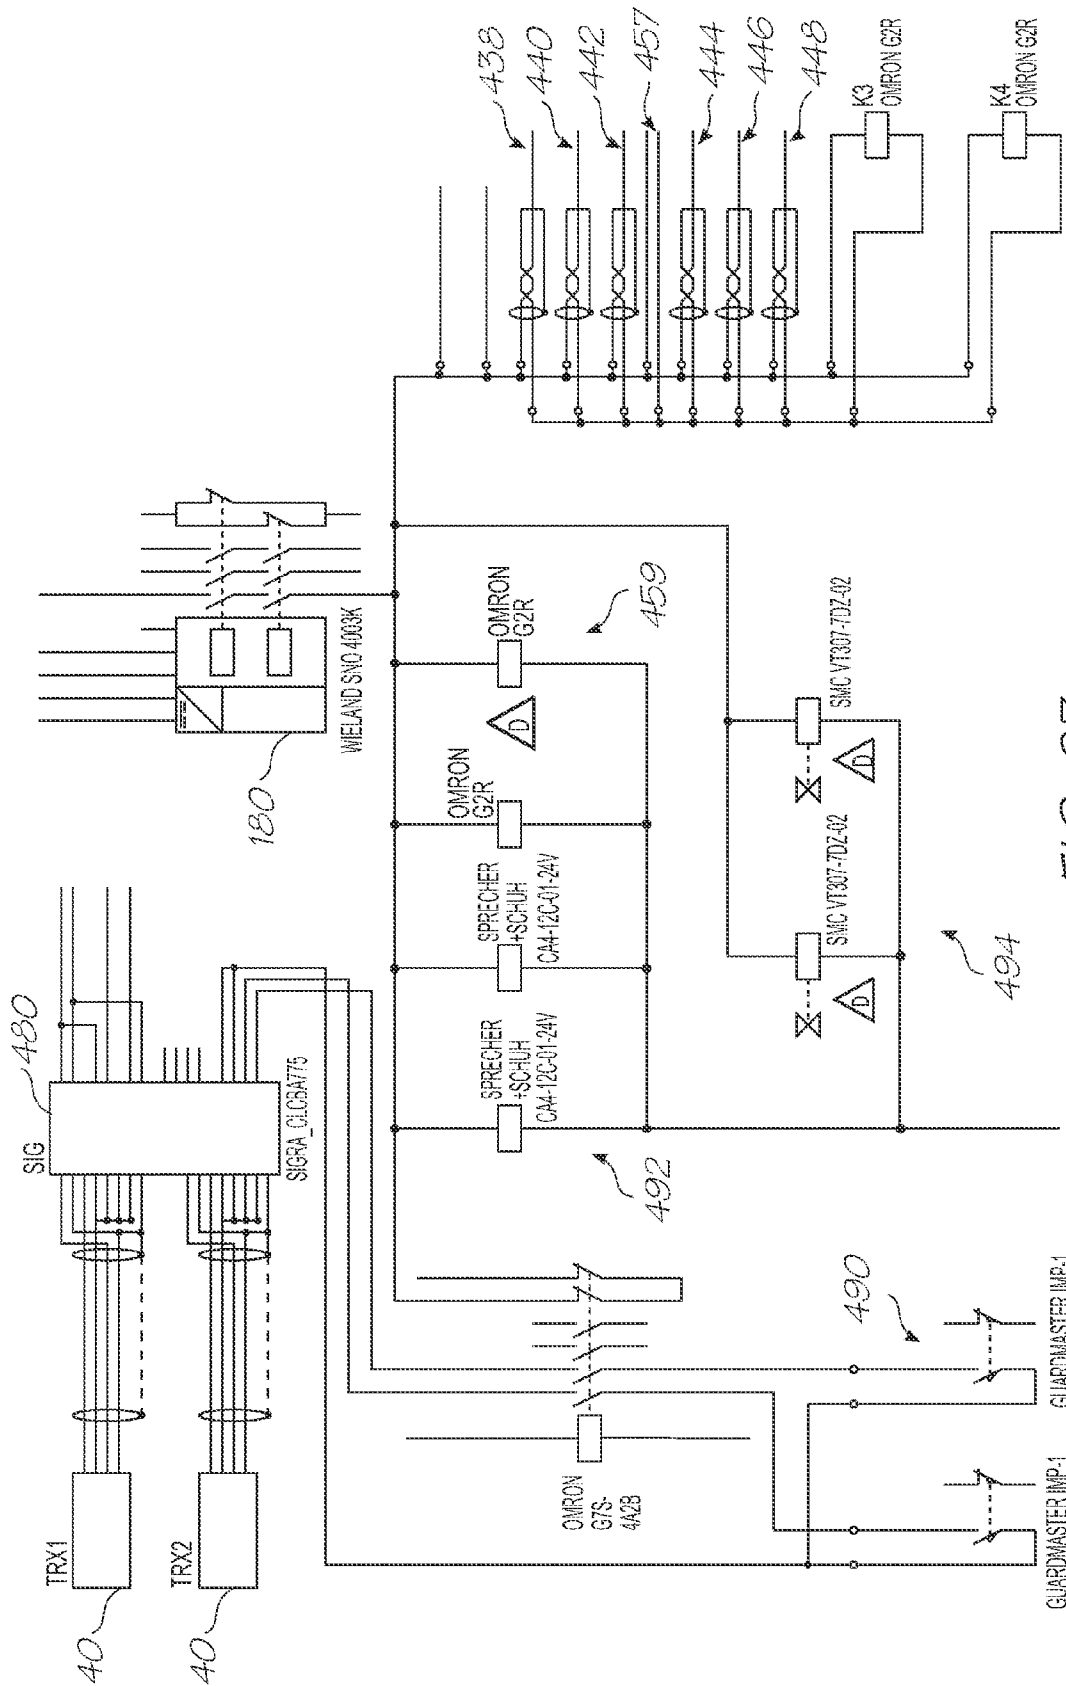 438
440
442
457
444
446
448
K3
OMRON G2R
K4
OMRON G2R
WIELAND SNO 4003K
180
OMRON
G2R
459
D
OMRON
G2R
SPRECHER
+SCHUH
CA4-12C-01-24V
SPRECHER
+SCHUH
CA4-12C-01-24V
492
SMC VT307-7DZ-02
D
SMC VT307-7DZ-02
D
494
480
SIG
SIGRA_CLCBA775
TRX1
40
TRX2
40
OMRON
G7S-
4A2B
490
GUARDMASTER IMP-1
GUARDMASTER IMP-1